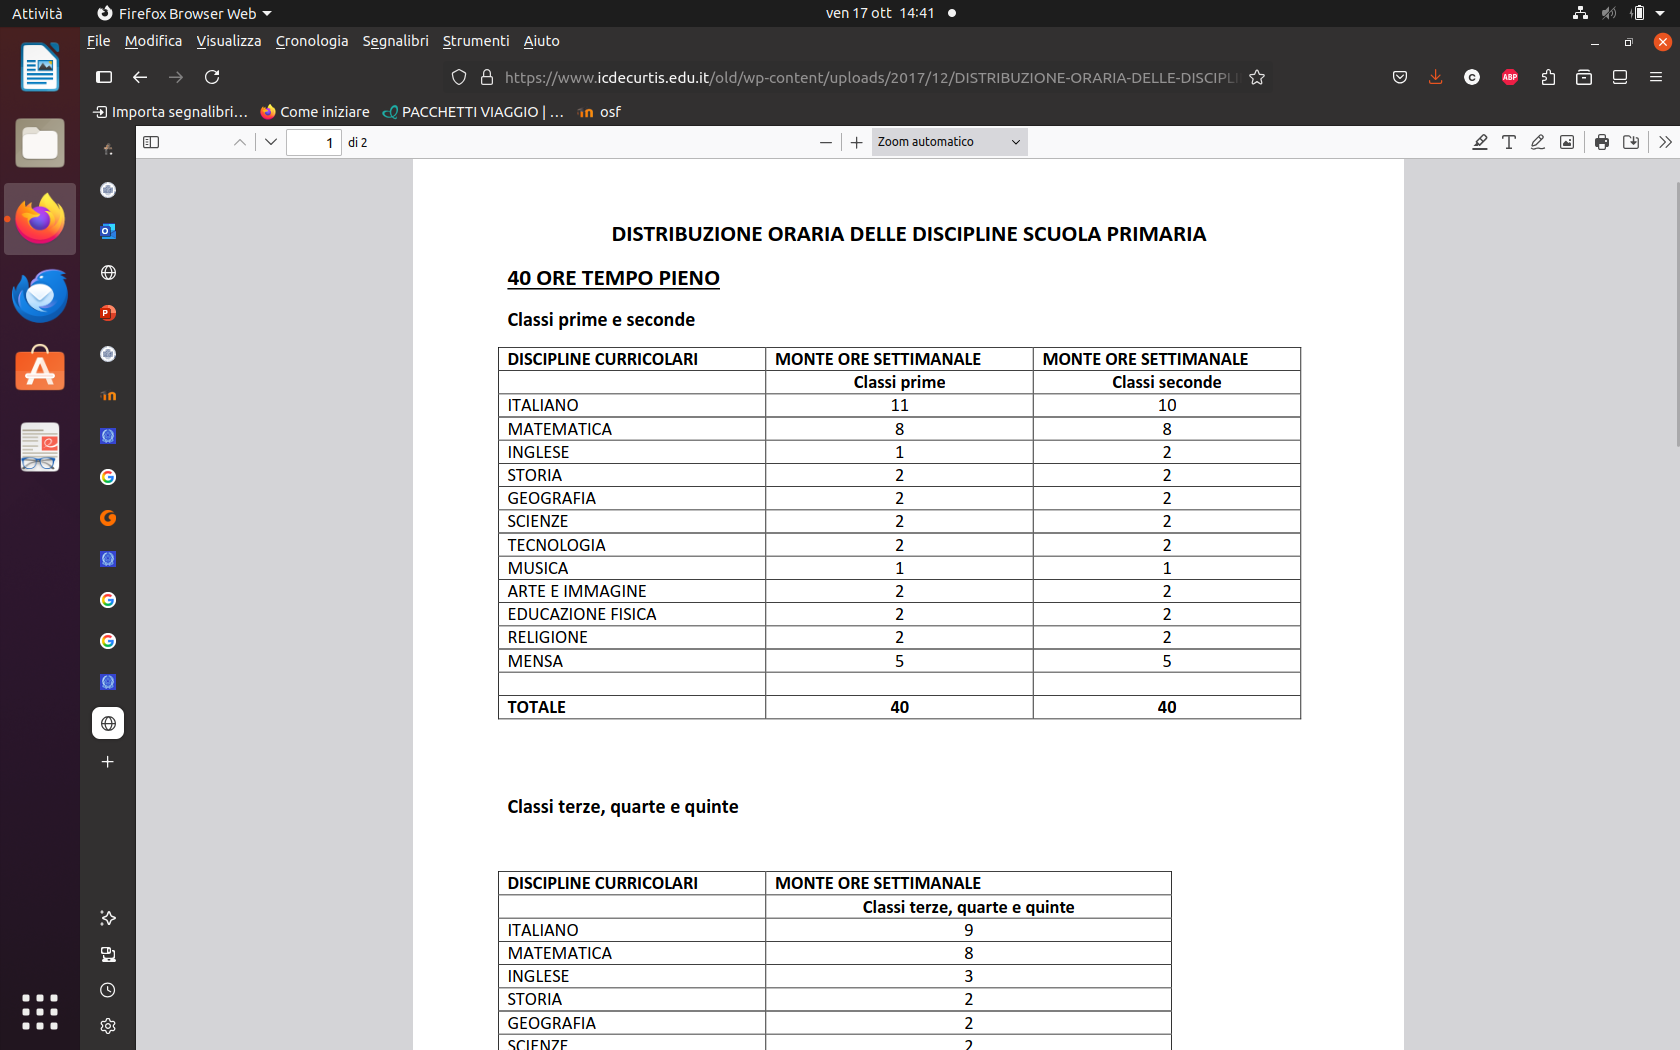 Attività Firefox Browser Web ven 17 ott 14:41
File Modifica Visualizza Cronologia Segnalibri Strumenti Aiuto
https://www.icdecurtis.edu.it/old/wp-content/uploads/2017/12/DISTRIBUZIONE-ORARIA-DELLE-DISCIPLI
Importa segnalibri... Come iniziare PACCHETTI VIAGGIO | ... osf
1 di 2 Zoom automatico
DISTRIBUZIONE ORARIA DELLE DISCIPLINE SCUOLA PRIMARIA
40 ORE TEMPO PIENO
Classi prime e seconde
DISCIPLINE CURRICOLARI MONTE ORE SETTIMANALE MONTE ORE SETTIMANALE
Classi prime Classi seconde
ITALIANO 11 10
MATEMATICA 8 8
INGLESE 1 2
STORIA 2 2
GEOGRAFIA 2 2
SCIENZE 2 2
TECNOLOGIA 2 2
MUSICA 1 1
ARTE E IMMAGINE 2 2
EDUCAZIONE FISICA 2 2
RELIGIONE 2 2
MENSA 5 5
TOTALE 40 40
Classi terze, quarte e quinte
DISCIPLINE CURRICOLARI MONTE ORE SETTIMANALE
Classi terze, quarte e quinte
ITALIANO 9
MATEMATICA 8
INGLESE 3
STORIA 2
GEOGRAFIA 2
SCIENZE 2